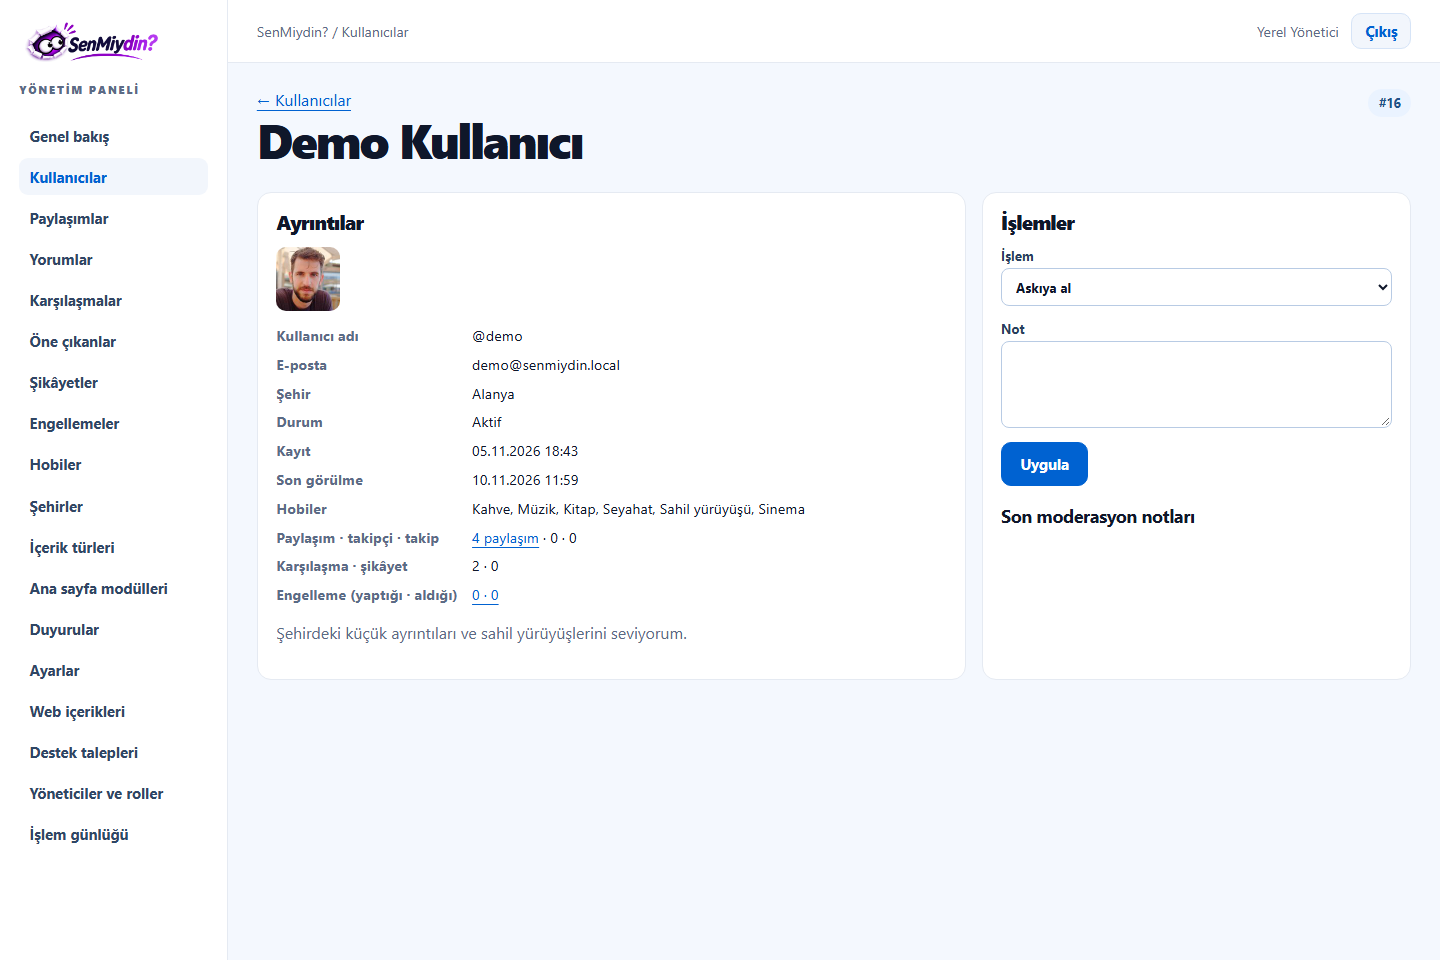 SenMiydin?
YÖNETİM PANELİ
Genel bakış
Kullanıcılar
Paylaşımlar
Yorumlar
Karşılaşmalar
Öne çıkanlar
Şikâyetler
Engellemeler
Hobiler
Şehirler
İçerik türleri
Ana sayfa modülleri
Duyurular
Ayarlar
Web içerikleri
Destek talepleri
Yöneticiler ve roller
İşlem günlüğü
SenMiydin? / Kullanıcılar
Yerel Yönetici
Çıkış
← Kullanıcılar
#16
Demo Kullanıcı
Ayrıntılar
Kullanıcı adı @demo
E-posta demo@senmiydin.local
Şehir Alanya
Durum Aktif
Kayıt 05.11.2026 18:43
Son görülme 10.11.2026 11:59
Hobiler Kahve, Müzik, Kitap, Seyahat, Sahil yürüyüşü, Sinema
Paylaşım · takipçi · takip 4 paylaşım · 0 · 0
Karşılaşma · şikâyet 2 · 0
Engelleme (yaptığı · aldığı) 0 · 0
Şehirdeki küçük ayrıntıları ve sahil yürüyüşlerini seviyorum.
İşlemler
İşlem
Askıya al
Not
Uygula
Son moderasyon notları